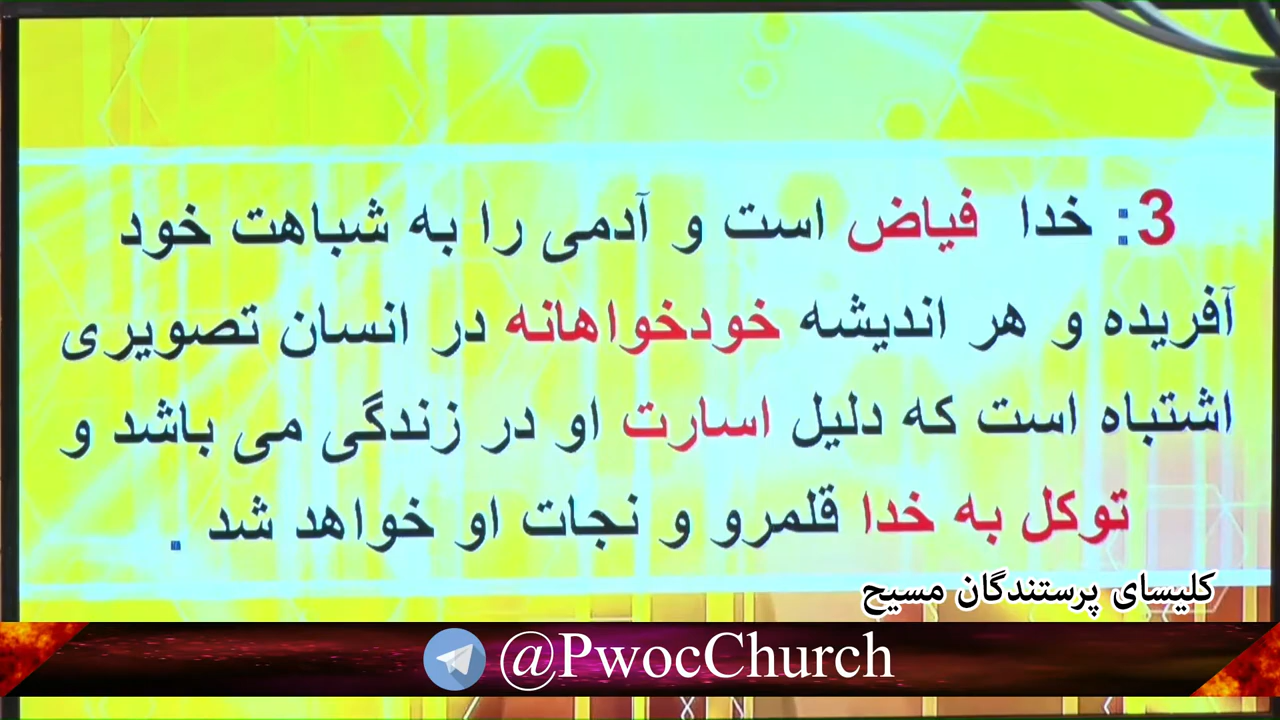 3: خدا فیاض است و آدمی را به شباهت خود
آفریده و هر اندیشه خودخواهانه در انسان تصویری
اشتباه است که دلیل اسارت او در زندگی می باشد و
توکل به خدا قلمرو و نجات او خواهد شد .
کلیسای پرستندگان مسیح
@PwocChurch